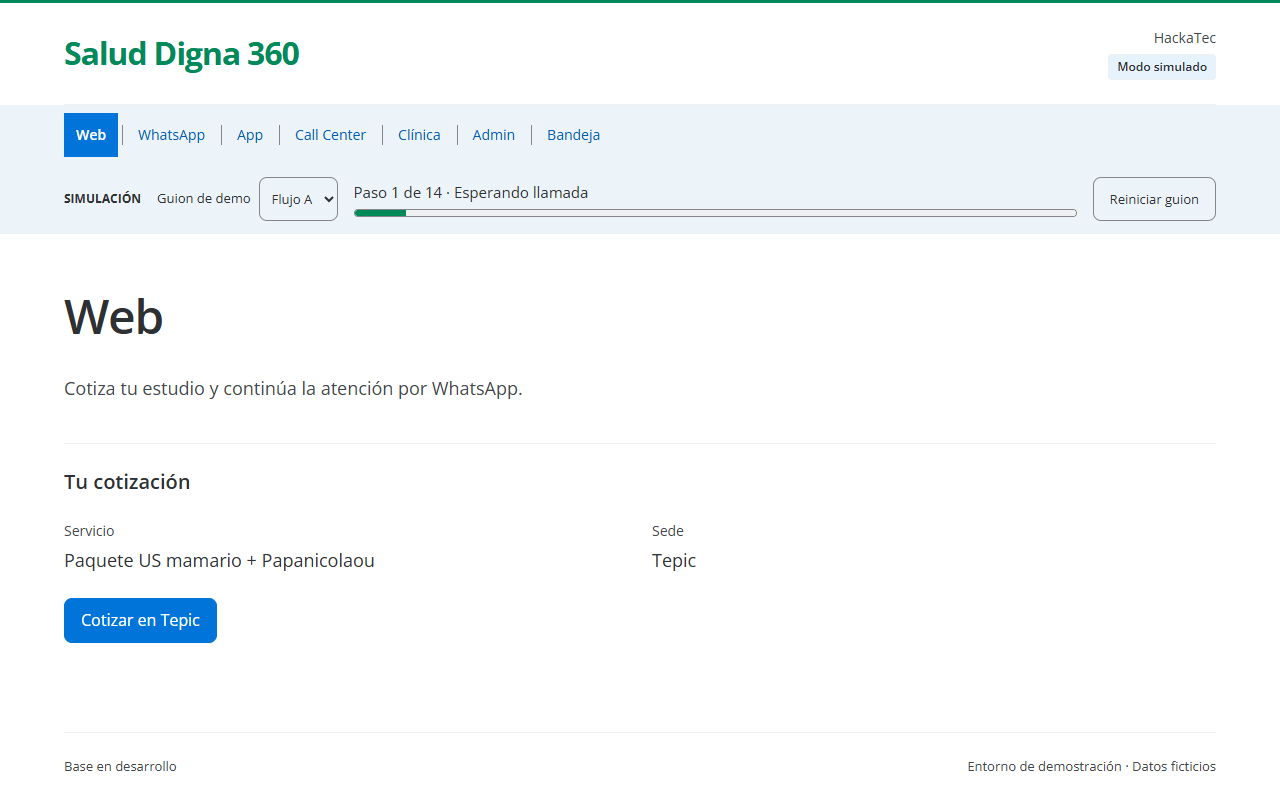 Salud Digna 360
HackaTec
Modo simulado
Web
WhatsApp
App
Call Center
Clínica
Admin
Bandeja
SIMULACIÓN
Guion de demo
Flujo A
Paso 1 de 14 · Esperando llamada
Reiniciar guion
Web
Cotiza tu estudio y continúa la atención por WhatsApp.
Tu cotización
Servicio
Paquete US mamario + Papanicolaou
Sede
Tepic
Cotizar en Tepic
Base en desarrollo
Entorno de demostración · Datos ficticios